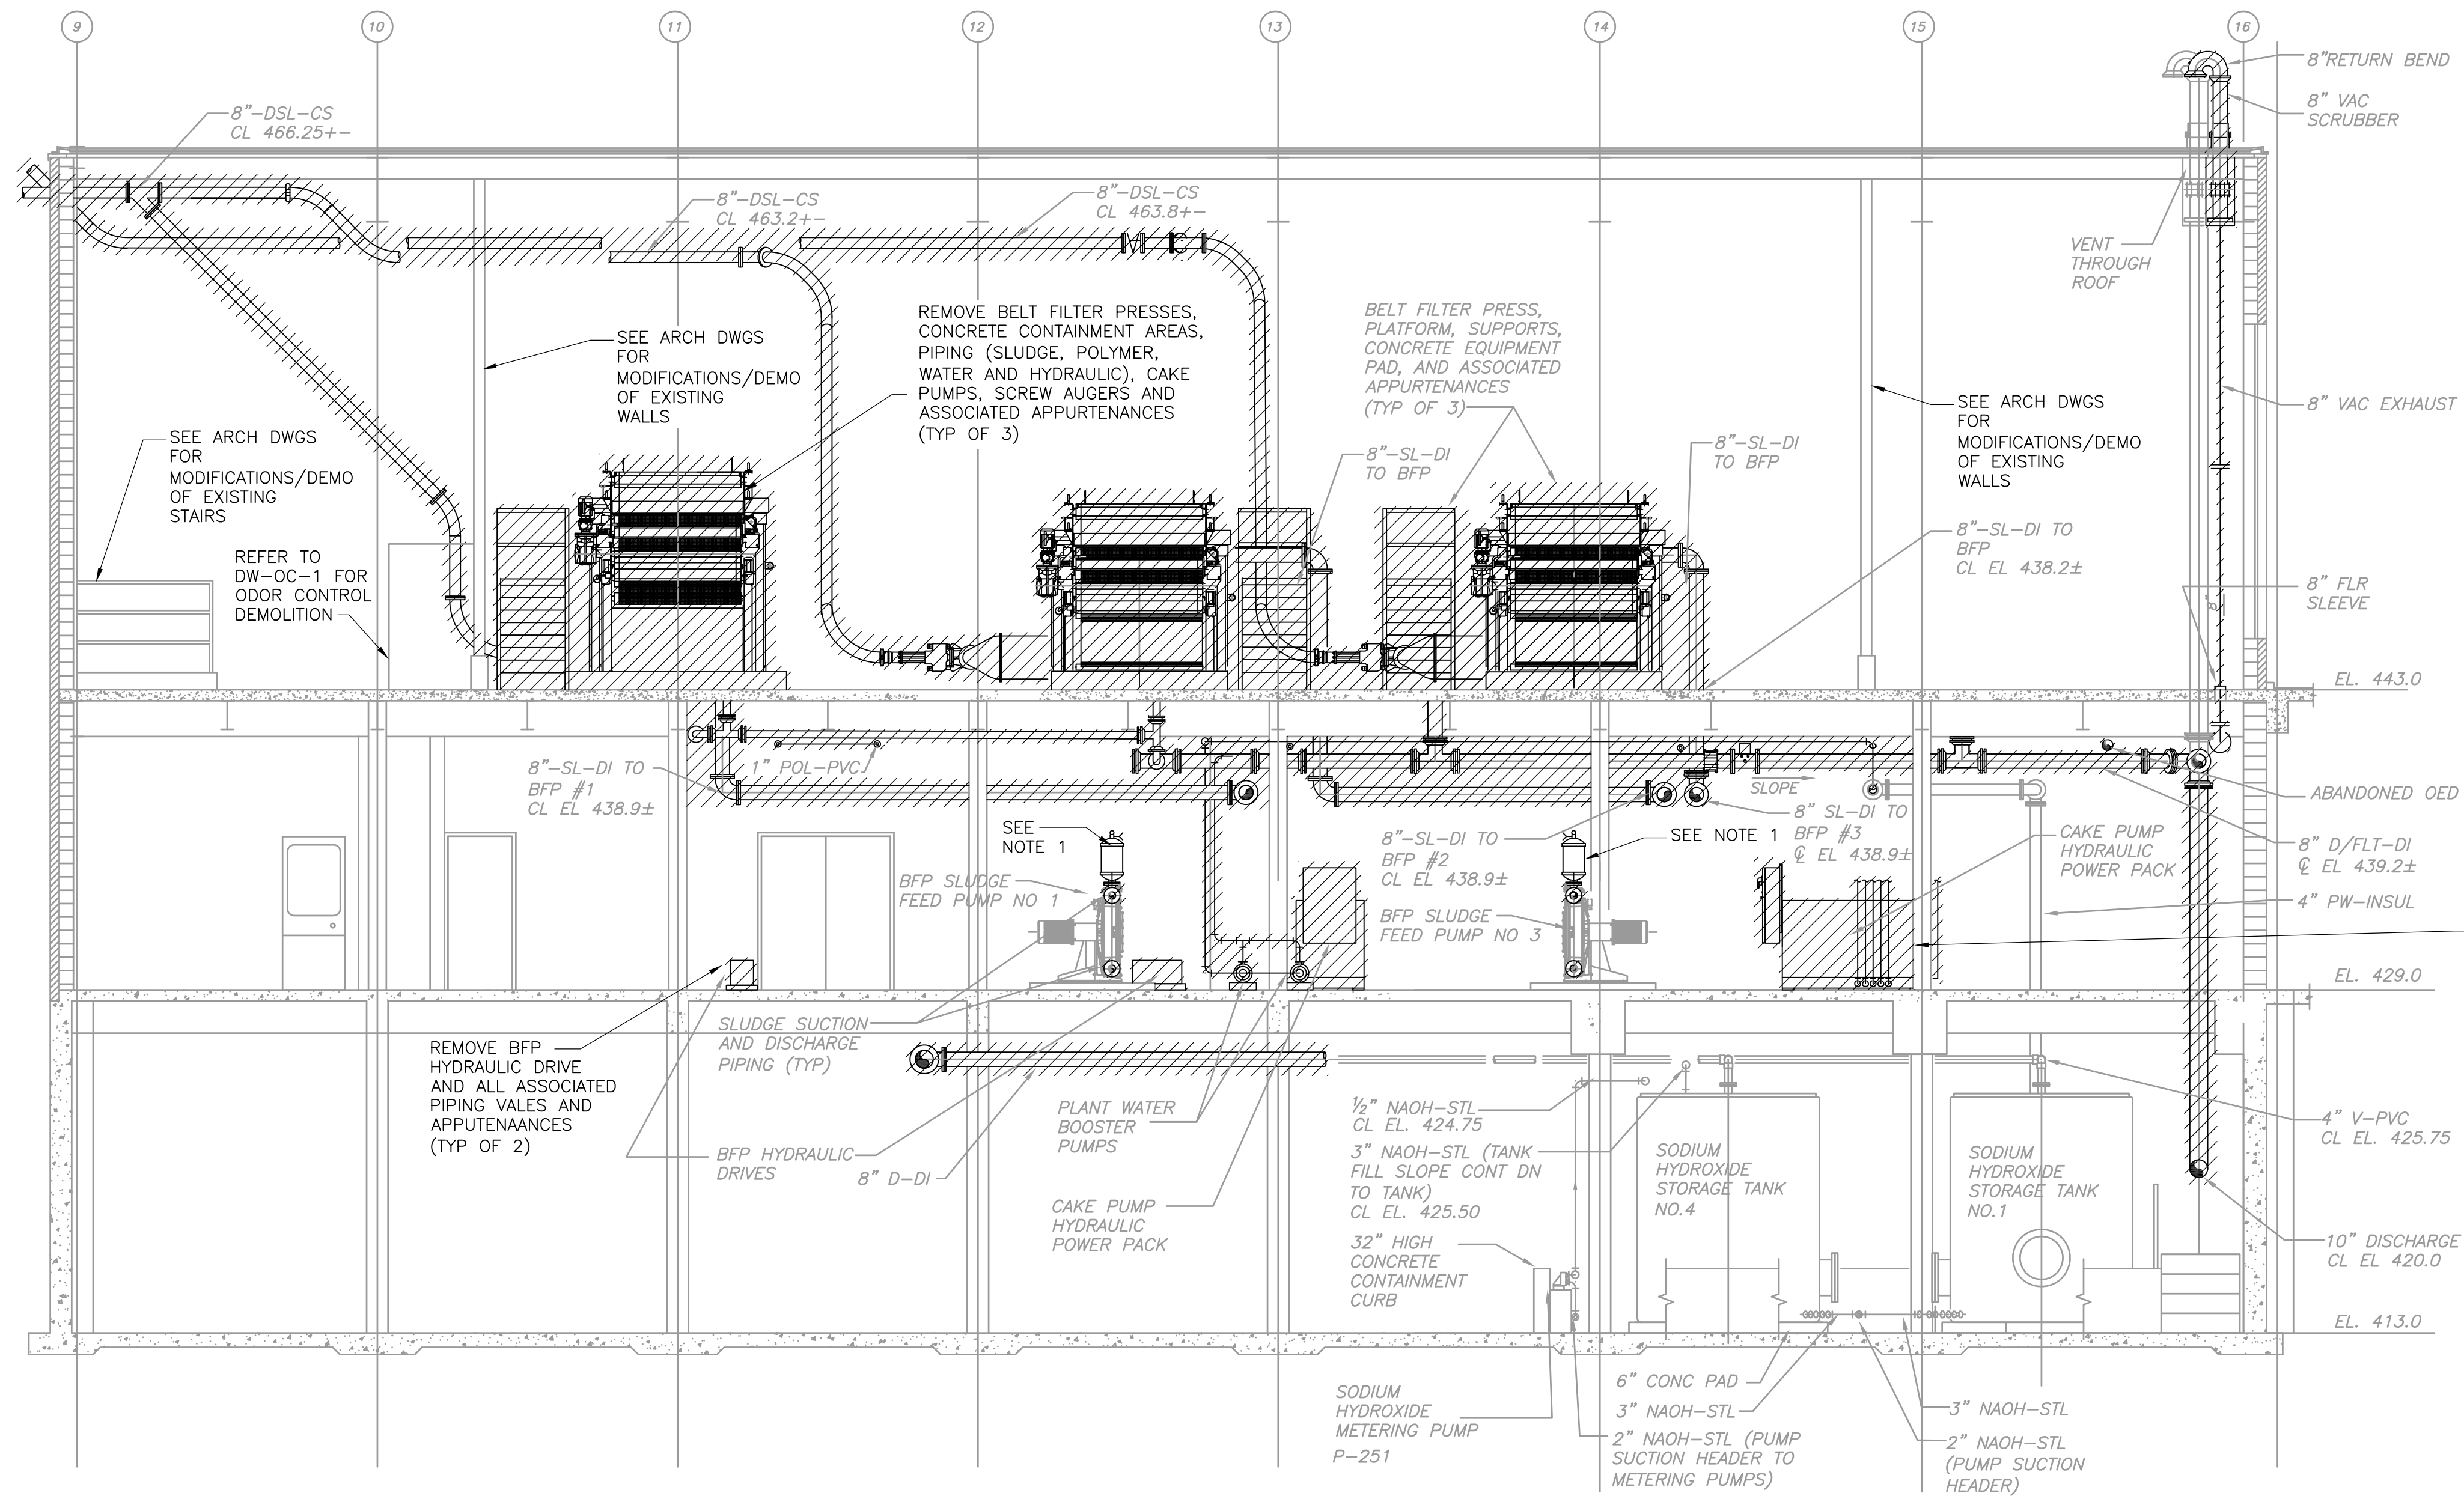 9
10
11
12
13
14
15
16
8"-DSL-CS
CL 466.25+-
8"-DSL-CS
CL 463.2+-
8"-DSL-CS
CL 463.8+-
8"RETURN BEND
8" VAC
SCRUBBER
VENT
THROUGH
ROOF
8" VAC EXHAUST
SEE ARCH DWGS
FOR
MODIFICATIONS/DEMO
OF EXISTING
STAIRS
REFER TO
DW-OC-1 FOR
ODOR CONTROL
DEMOLITION
SEE ARCH DWGS
FOR
MODIFICATIONS/DEMO
OF EXISTING
WALLS
REMOVE BELT FILTER PRESSES,
CONCRETE CONTAINMENT AREAS,
PIPING (SLUDGE, POLYMER,
WATER AND HYDRAULIC), CAKE
PUMPS, SCREW AUGERS AND
ASSOCIATED APPURTENANCES
(TYP OF 3)
BELT FILTER PRESS,
PLATFORM, SUPPORTS,
CONCRETE EQUIPMENT
PAD, AND ASSOCIATED
APPURTENANCES
(TYP OF 3)
8"-SL-DI
TO BFP
8"-SL-DI
TO BFP
SEE ARCH DWGS
FOR
MODIFICATIONS/DEMO
OF EXISTING
WALLS
8"-SL-DI TO
BFP
CL EL 438.2±
8" FLR
SLEEVE
8"
EL. 443.0
8"-SL-DI TO
BFP #1
CL EL 438.9±
1" POL-PVC
SEE
NOTE 1
BFP SLUDGE
FEED PUMP NO 1
8"-SL-DI TO
BFP #2
CL EL 438.9±
BFP SLUDGE
FEED PUMP NO 3
SEE NOTE 1
SLOPE
8" SL-DI TO
BFP #3
℄ EL 438.9±
CAKE PUMP
HYDRAULIC
POWER PACK
ABANDONED OED
8" D/FLT-DI
℄ EL 439.2±
4" PW-INSUL
EL. 429.0
REMOVE BFP
HYDRAULIC DRIVE
AND ALL ASSOCIATED
PIPING VALES AND
APPUTENAANCES
(TYP OF 2)
SLUDGE SUCTION
AND DISCHARGE
PIPING (TYP)
BFP HYDRAULIC
DRIVES
8" D-DI
PLANT WATER
BOOSTER
PUMPS
CAKE PUMP
HYDRAULIC
POWER PACK
½" NAOH-STL
CL EL. 424.75
3" NAOH-STL (TANK
FILL SLOPE CONT DN
TO TANK)
CL EL. 425.50
32" HIGH
CONCRETE
CONTAINMENT
CURB
SODIUM
HYDROXIDE
STORAGE TANK
NO.4
SODIUM
HYDROXIDE
STORAGE TANK
NO.1
4" V-PVC
CL EL. 425.75
10" DISCHARGE
CL EL 420.0
EL. 413.0
SODIUM
HYDROXIDE
METERING PUMP
P-251
6" CONC PAD
3" NAOH-STL
2" NAOH-STL (PUMP
SUCTION HEADER TO
METERING PUMPS)
3" NAOH-STL
2" NAOH-STL
(PUMP SUCTION
HEADER)